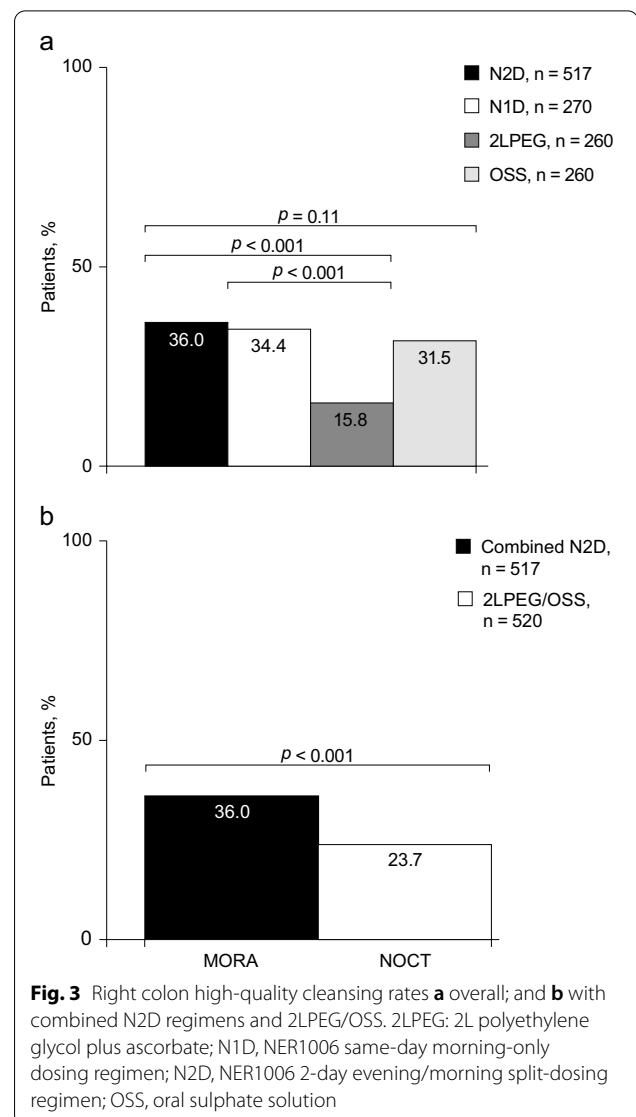 a
100
N2D, n = 517
N1D, n = 270
2LPEG, n = 260
OSS, n = 260
Patients, %
p = 0.11
p < 0.001
p < 0.001
50
36.0
34.4
15.8
31.5
0
b
100
Combined N2D,
n = 517
2LPEG/OSS,
n = 520
Patients, %
50
p < 0.001
36.0
23.7
0
MORA
NOCT
Fig. 3 Right colon high-quality cleansing rates a overall; and b with
combined N2D regimens and 2LPEG/OSS. 2LPEG: 2L polyethylene
glycol plus ascorbate; N1D, NER1006 same-day morning-only
dosing regimen; N2D, NER1006 2-day evening/morning split-dosing
regimen; OSS, oral sulphate solution